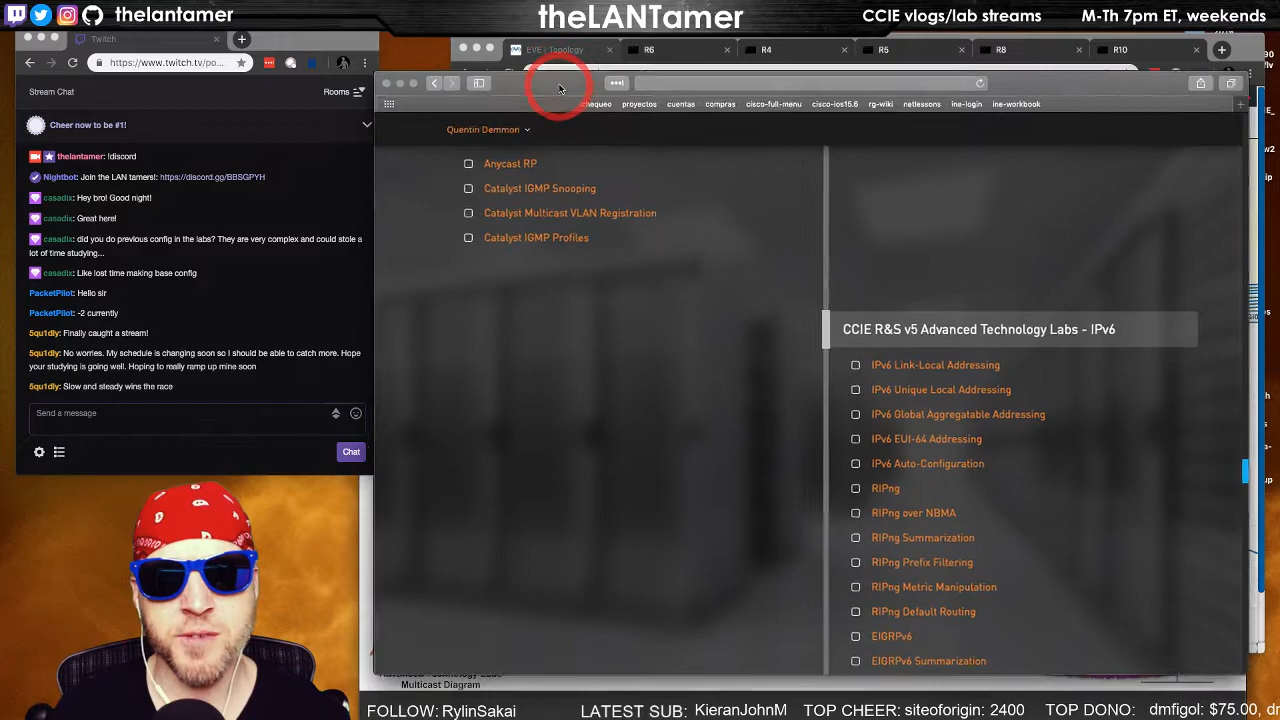 thelantamer
theLANTamer
CCIE vlogs/lab streams
M-Th 7pm ET, weekends
Twitch
EVE | Topology
R6
R4
R5
R8
R10
https://www.twitch.tv/po...
Stream Chat
Rooms
Cheer now to be #1!
thelantamer: !discord
Nightbot: Join the LAN tamers! https://discord.gg/BBSGPYH
casadix: Hey bro! Good night!
casadix: Great here!
casadix: did you do previous config in the labs? They are very complex and could stole a
lot of time studying...
casadix: Like lost time making base config
PacketPilot: Hello sir
PacketPilot: -2 currently
5qu1dly: Finally caught a stream!
5qu1dly: No worries. My schedule is changing soon so I should be able to catch more. Hope
your studying is going well. Hoping to really ramp up mine soon
5qu1dly: Slow and steady wins the race
Send a message
Chat
chequeo
proyectos
cuentas
compras
cisco-full-menu
cisco-ios15.6
rg-wiki
netlessons
ine-login
ine-workbook
Quentin Demmon
Anycast RP
Catalyst IGMP Snooping
Catalyst Multicast VLAN Registration
Catalyst IGMP Profiles
CCIE R&S v5 Advanced Technology Labs - IPv6
IPv6 Link-Local Addressing
IPv6 Unique Local Addressing
IPv6 Global Aggregatable Addressing
IPv6 EUI-64 Addressing
IPv6 Auto-Configuration
RIPng
RIPng over NBMA
RIPng Summarization
RIPng Prefix Filtering
RIPng Metric Manipulation
RIPng Default Routing
EIGRPv6
EIGRPv6 Summarization
Multicast Diagram
FOLLOW: RylinSakai
LATEST SUB: KieranJohnM
TOP CHEER: siteoforigin: 2400
TOP DONO: dmfigol: $75.00, dm